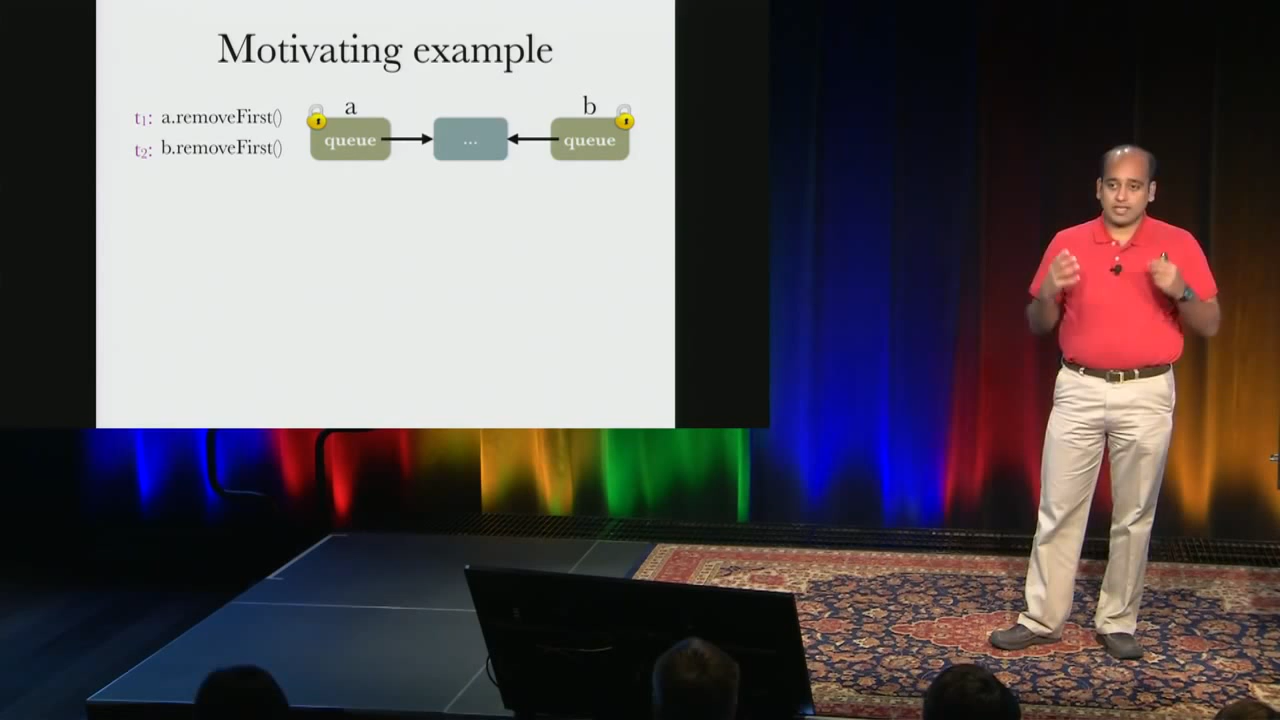 Motivating example
t1: a.removeFirst()
t2: b.removeFirst()
a
b
queue
...
queue